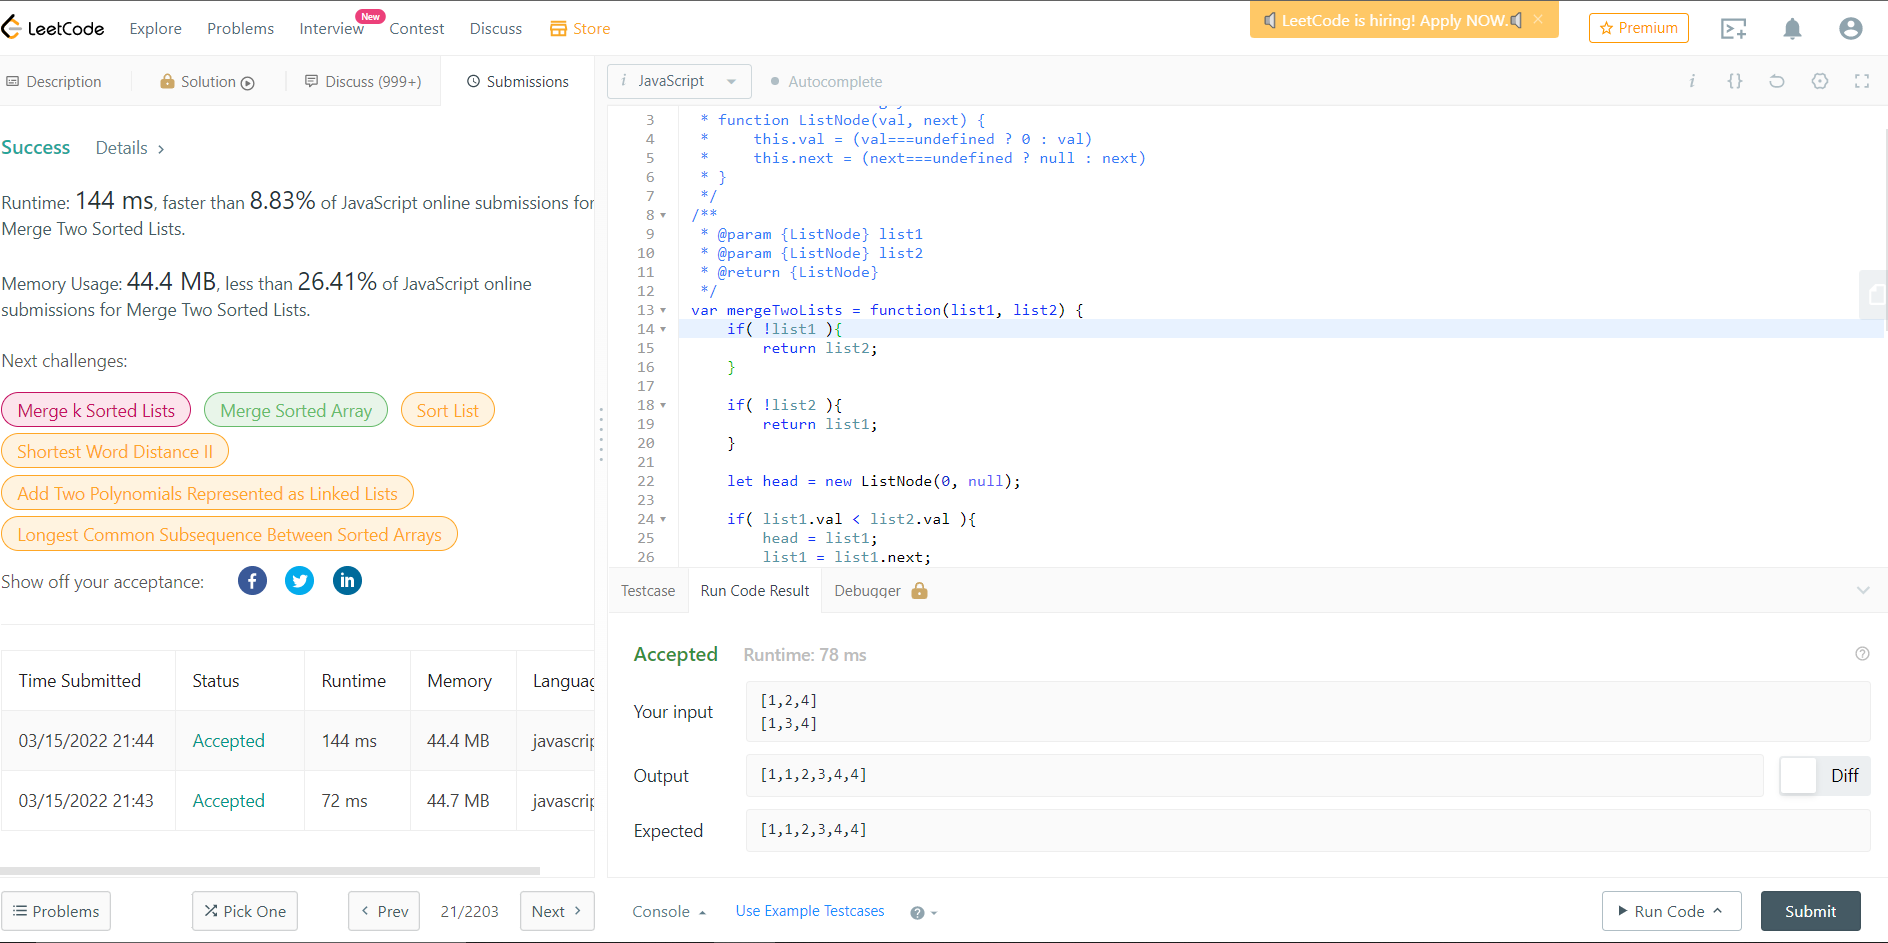 LeetCode Explore Problems Interview New Contest Discuss Store LeetCode is hiring! Apply NOW. × Premium
Description Solution Discuss (999+) Submissions
i JavaScript Autocomplete i {}
Success Details >
Runtime: 144 ms, faster than 8.83% of JavaScript online submissions for
Merge Two Sorted Lists.
Memory Usage: 44.4 MB, less than 26.41% of JavaScript online
submissions for Merge Two Sorted Lists.
Next challenges:
Merge k Sorted Lists Merge Sorted Array Sort List
Shortest Word Distance II
Add Two Polynomials Represented as Linked Lists
Longest Common Subsequence Between Sorted Arrays
Show off your acceptance:
Time Submitted Status Runtime Memory Languag
03/15/2022 21:44 Accepted 144 ms 44.4 MB javascrip
03/15/2022 21:43 Accepted 72 ms 44.7 MB javascrip
Problems Pick One < Prev 21/2203 Next >
3 * function ListNode(val, next) {
4 *     this.val = (val===undefined ? 0 : val)
5 *     this.next = (next===undefined ? null : next)
6 * }
7 */
8 /**
9 * @param {ListNode} list1
10 * @param {ListNode} list2
11 * @return {ListNode}
12 */
13 var mergeTwoLists = function(list1, list2) {
14     if( !list1 ){
15         return list2;
16     }
17
18     if( !list2 ){
19         return list1;
20     }
21
22     let head = new ListNode(0, null);
23
24     if( list1.val < list2.val ){
25         head = list1;
26         list1 = list1.next;
Testcase Run Code Result Debugger
Accepted Runtime: 78 ms
Your input
[1,2,4]
[1,3,4]
Output [1,1,2,3,4,4] Diff
Expected [1,1,2,3,4,4]
Console Use Example Testcases Run Code Submit